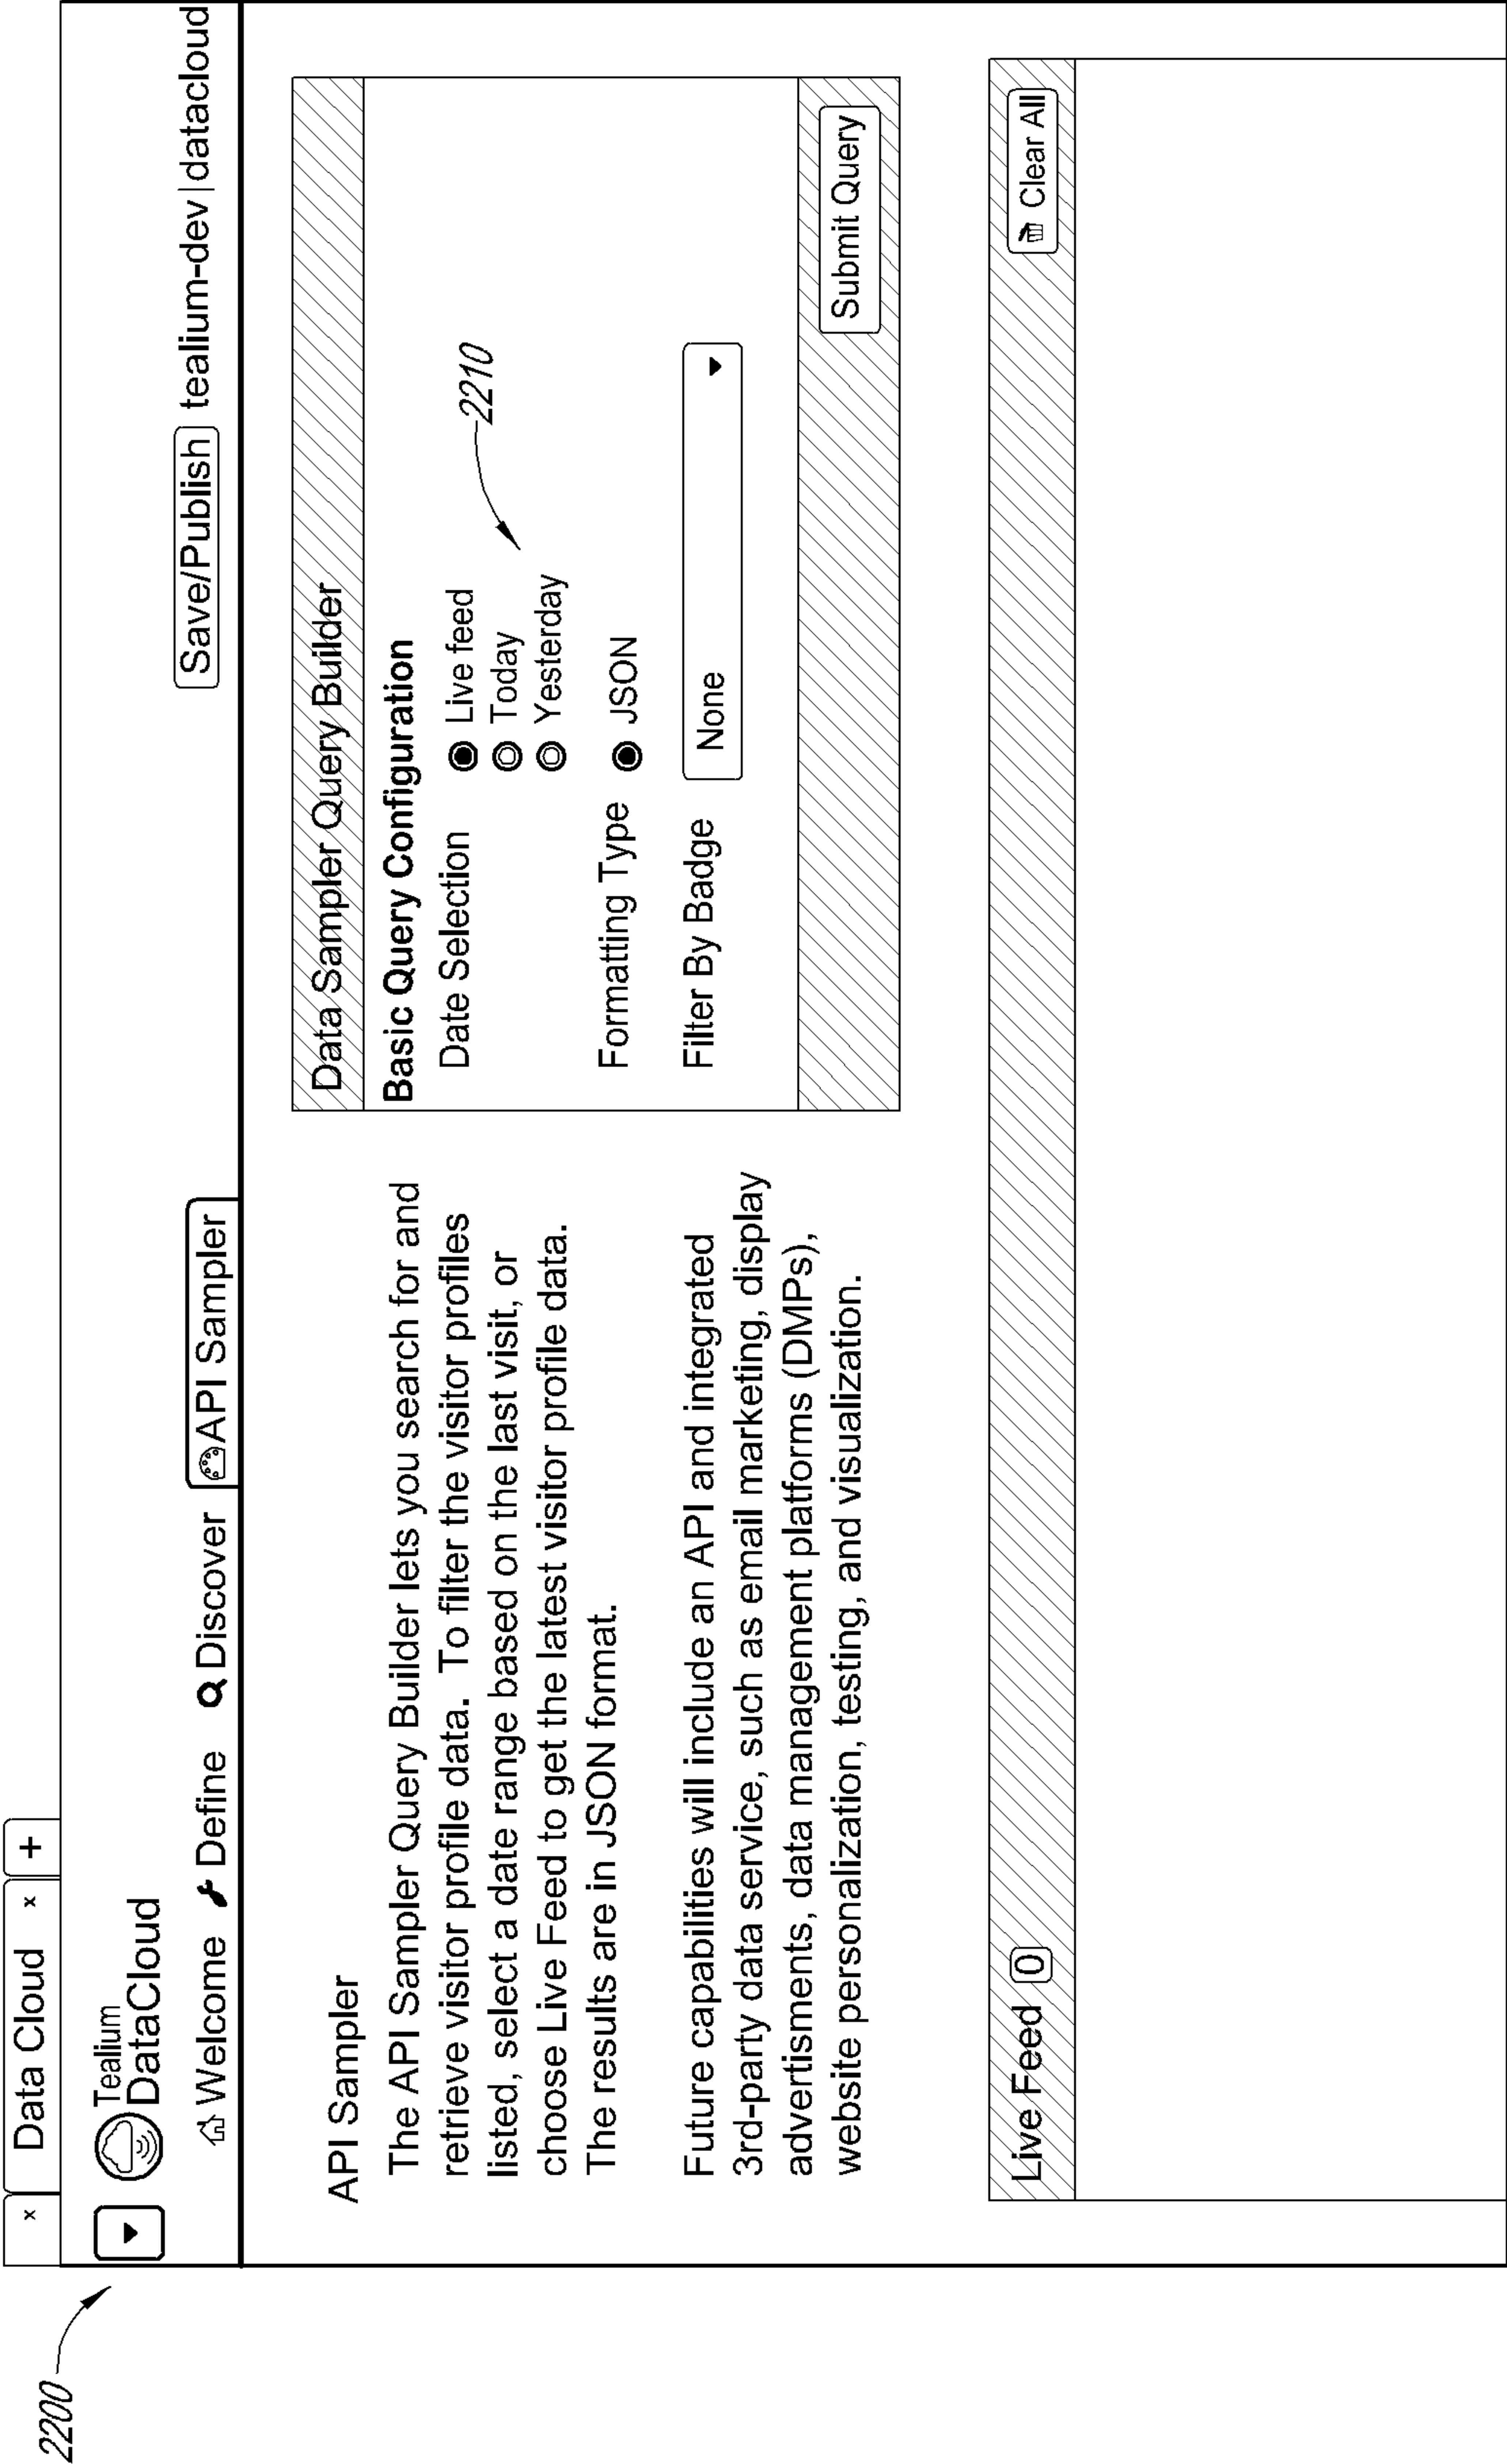 2200
x
Data Cloud x
+
Tealium
DataCloud
Welcome Define Discover API Sampler
Save/Publish tealium-dev|datacloud
API Sampler
The API Sampler Query Builder lets you search for and
retrieve visitor profile data. To filter the visitor profiles
listed, select a date range based on the last visit, or
choose Live Feed to get the latest visitor profile data.
The results are in JSON format.
Future capabilities will include an API and integrated
3rd-party data service, such as email marketing, display
advertisments, data management platforms (DMPs),
website personalization, testing, and visualization.
Data Sampler Query Builder
Basic Query Configuration
Date Selection Live feed
Today
Yesterday
2210
Formatting Type JSON
Filter By Badge None
Submit Query
Live Feed 0
Clear All